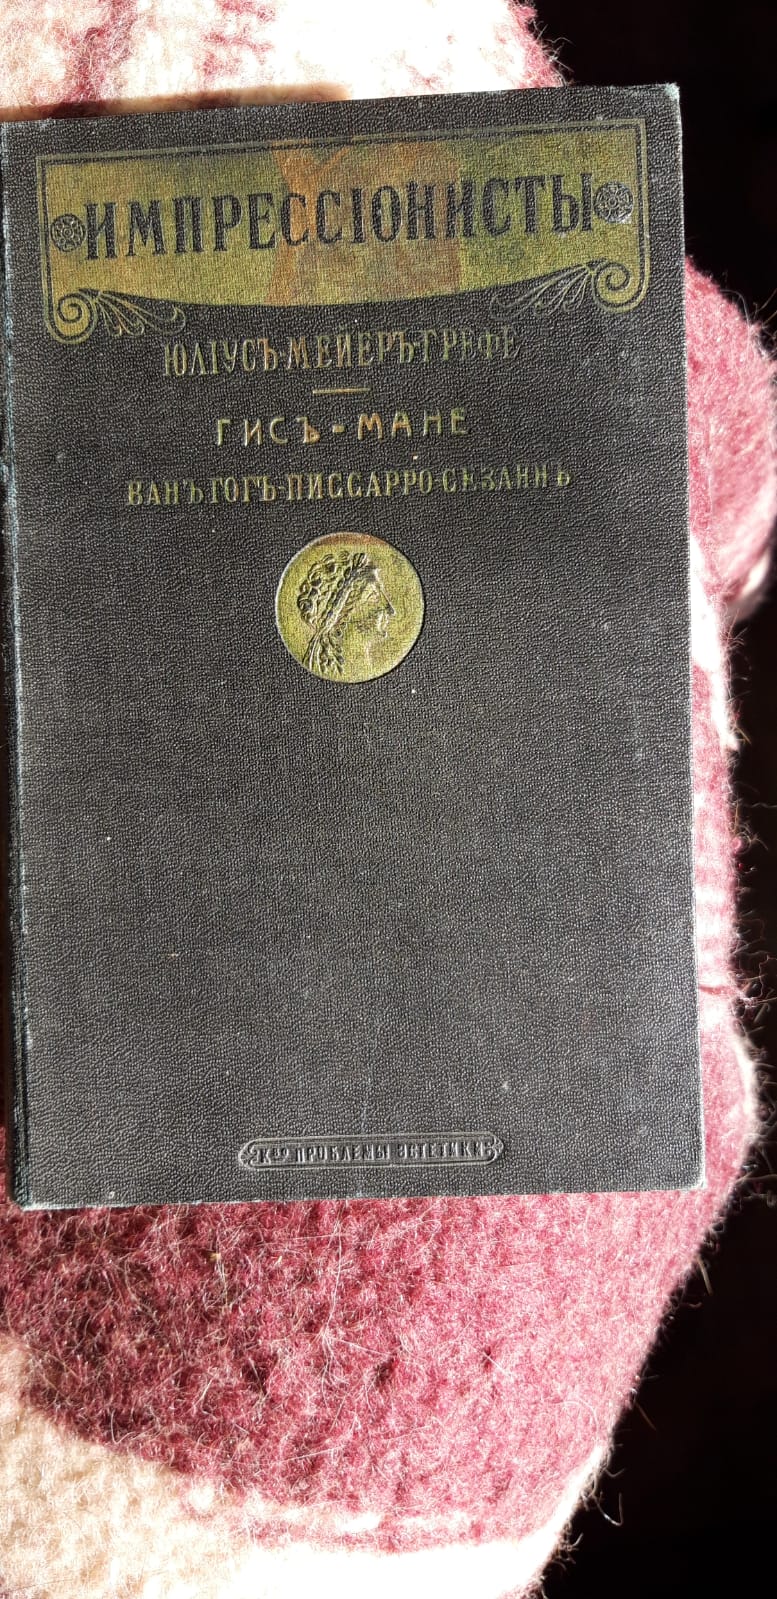 ИМПРЕССІОНИСТЫ
ЮЛІУСЪ·МЕЙЕРЪ·ГРЕФЕ
ГИСЪ-МАНЕ
ВАНЪ ГОГЪ·ПИССАРРО·СЕЗАННЪ
К-ВО ПРОБЛЕМЫ ЭСТЕТИКИ